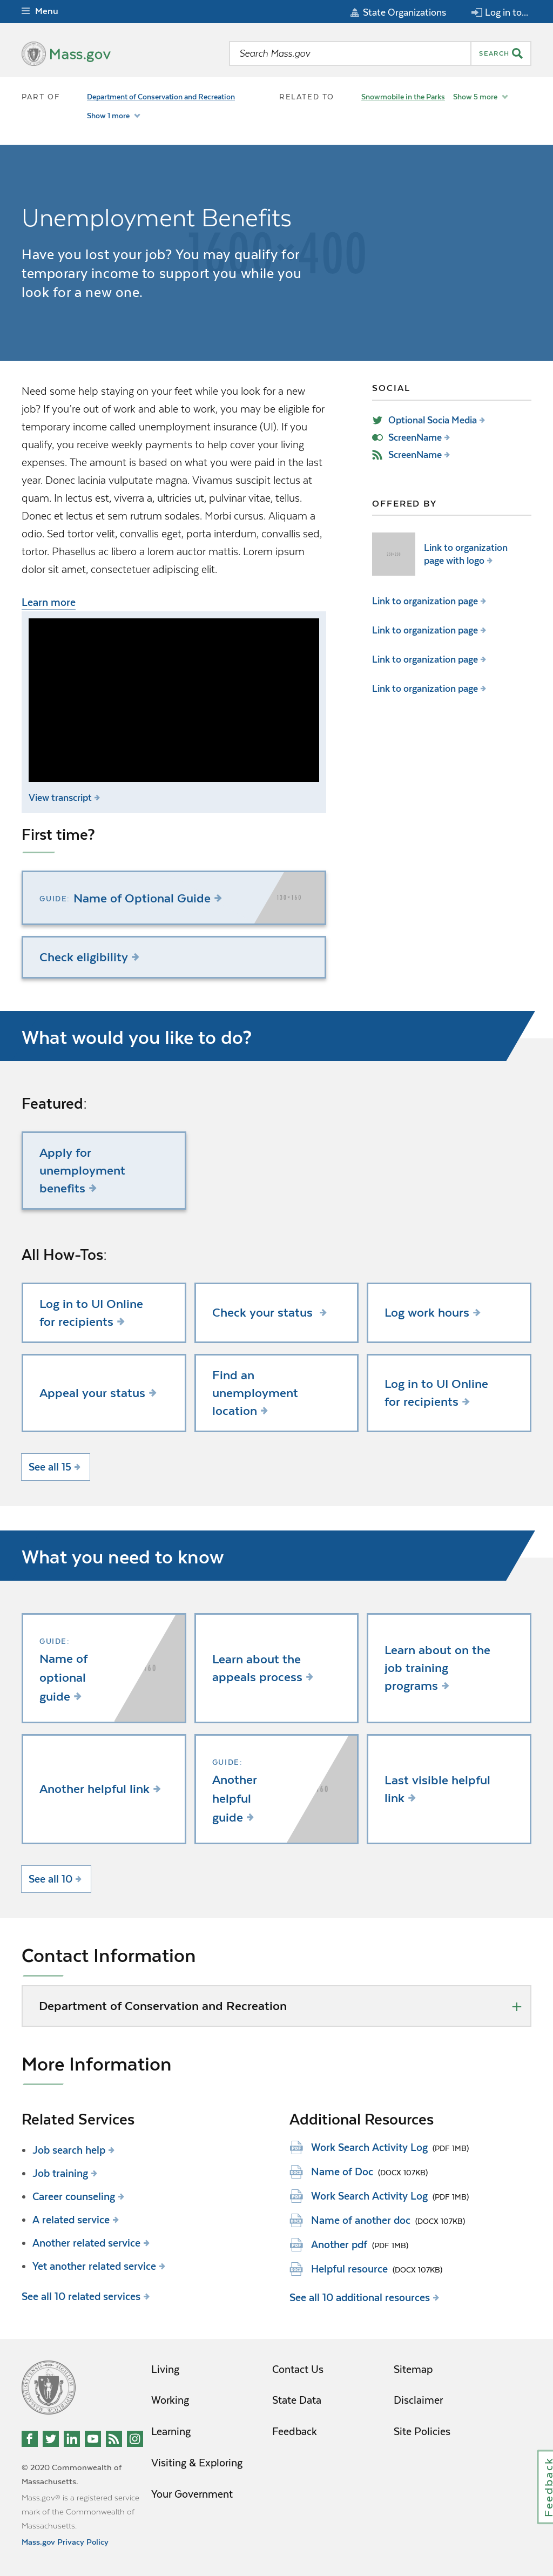 Menu
State Organizations
Log in to...
Mass.gov
Search Mass.gov
SEARCH
PART OF
Department of Conservation and Recreation
Show 1 more
RELATED TO
Snowmobile in the Parks
Show 5 more
Unemployment Benefits
1600×400
Have you lost your job? You may qualify for
temporary income to support you while you
look for a new one.
Need some help staying on your feet while you look for a new
job? If you're out of work and able to work, you may be eligible for
temporary income called unemployment insurance (UI). If you
qualify, you receive weekly payments to help cover your living
expenses. The amount is based on what you were paid in the last
year. Donec lacinia vulputate magna. Vivamus suscipit lectus at
quam. In lectus est, viverra a, ultricies ut, pulvinar vitae, tellus.
Donec et lectus et sem rutrum sodales. Morbi cursus. Aliquam a
odio. Sed tortor velit, convallis eget, porta interdum, convallis sed,
tortor. Phasellus ac libero a lorem auctor mattis. Lorem ipsum
dolor sit amet, consectetuer adipiscing elit.
Learn more
View transcript
SOCIAL
Optional Socia Media
ScreenName
ScreenName
OFFERED BY
Link to organization
page with logo
Link to organization page
Link to organization page
Link to organization page
Link to organization page
First time?
GUIDE: Name of Optional Guide
130×160
Check eligibility
What would you like to do?
Featured:
Apply for
unemployment
benefits
All How-Tos:
Log in to UI Online
for recipients
Check your status
Log work hours
Appeal your status
Find an
unemployment
location
Log in to UI Online
for recipients
See all 15
What you need to know
GUIDE:
Name of
optional
guide
60
Learn about the
appeals process
Learn about on the
job training
programs
Another helpful link
GUIDE:
Another
helpful
guide
60
Last visible helpful
link
See all 10
Contact Information
Department of Conservation and Recreation
More Information
Related Services
Job search help
Job training
Career counseling
A related service
Another related service
Yet another related service
See all 10 related services
Additional Resources
Work Search Activity Log (PDF 1MB)
Name of Doc (DOCX 107KB)
Work Search Activity Log (PDF 1MB)
Name of another doc (DOCX 107KB)
Another pdf (PDF 1MB)
Helpful resource (DOCX 107KB)
See all 10 additional resources
© 2020 Commonwealth of
Massachusetts.
Mass.gov® is a registered service
mark of the Commonwealth of
Massachusetts.
Mass.gov Privacy Policy
Living
Working
Learning
Visiting & Exploring
Your Government
Contact Us
State Data
Feedback
Sitemap
Disclaimer
Site Policies
Feedback